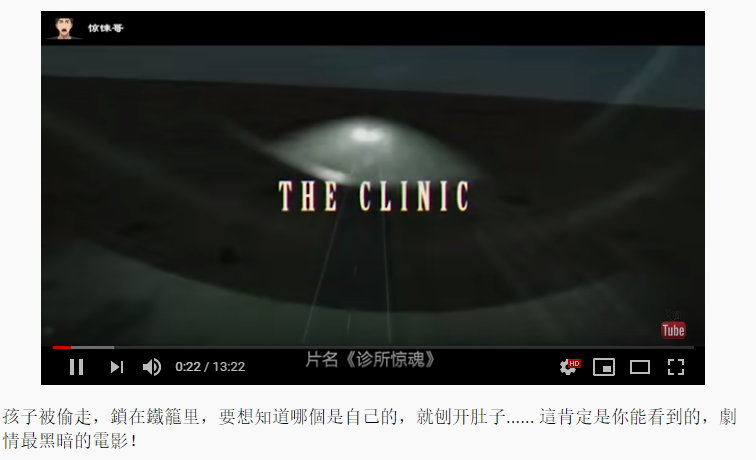 惊悚哥
THE CLINIC
Tube
0:22 / 13:22
片名《诊所惊魂》
HD
孩子被偷走，鎖在鐵籠里，要想知道哪個是自己的，就刨开肚子...... 這肯定是你能看到的，劇
情最黑暗的電影！